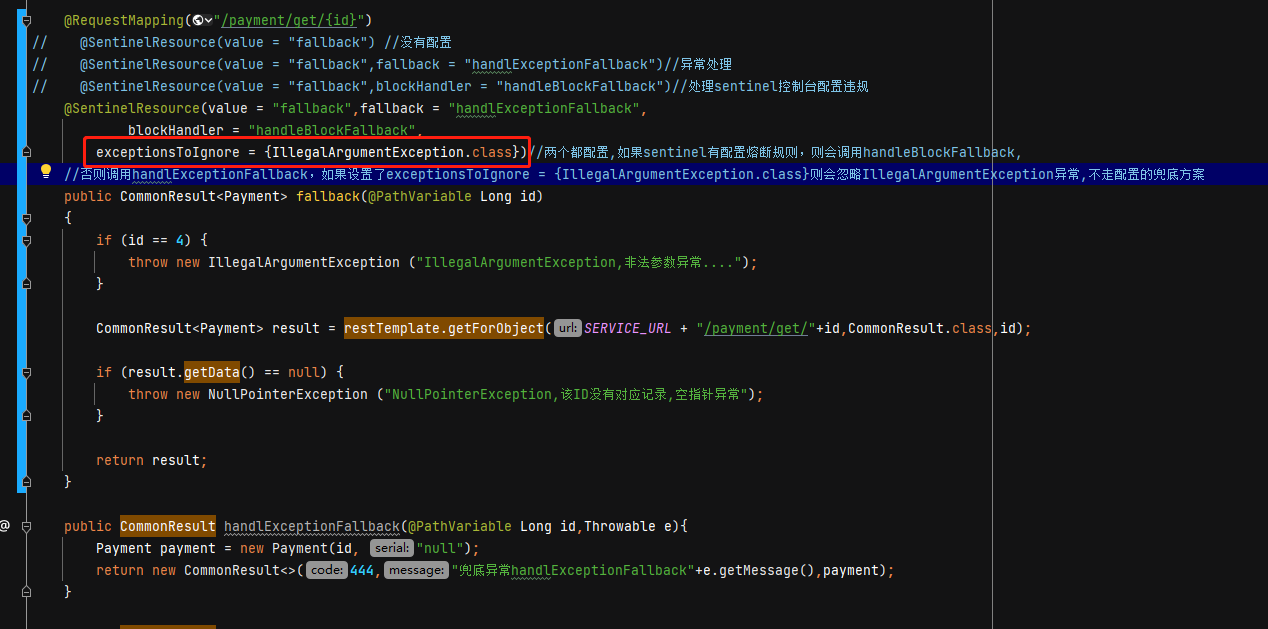 @RequestMapping("/payment/get/{id}")
//    @SentinelResource(value = "fallback") //没有配置
//    @SentinelResource(value = "fallback",fallback = "handlExceptionFallback")//异常处理
//    @SentinelResource(value = "fallback",blockHandler = "handleBlockFallback")//处理sentinel控制台配置违规
@SentinelResource(value = "fallback",fallback = "handlExceptionFallback",
blockHandler = "handleBlockFallback",
exceptionsToIgnore = {IllegalArgumentException.class})//两个都配置,如果sentinel有配置熔断规则，则会调用handleBlockFallback,
//否则调用handlExceptionFallback，如果设置了exceptionsToIgnore = {IllegalArgumentException.class}则会忽略IllegalArgumentException异常,不走配置的兜底方案
public CommonResult<Payment> fallback(@PathVariable Long id)
{
if (id == 4) {
throw new IllegalArgumentException ("IllegalArgumentException,非法参数异常....");
}
CommonResult<Payment> result = restTemplate.getForObject( url: SERVICE_URL + "/payment/get/"+id,CommonResult.class,id);
if (result.getData() == null) {
throw new NullPointerException ("NullPointerException,该ID没有对应记录,空指针异常");
}
return result;
}
@
public CommonResult handlExceptionFallback(@PathVariable Long id,Throwable e){
Payment payment = new Payment(id, serial: "null");
return new CommonResult<>( code: 444, message: "兜底异常handlExceptionFallback"+e.getMessage(),payment);
}